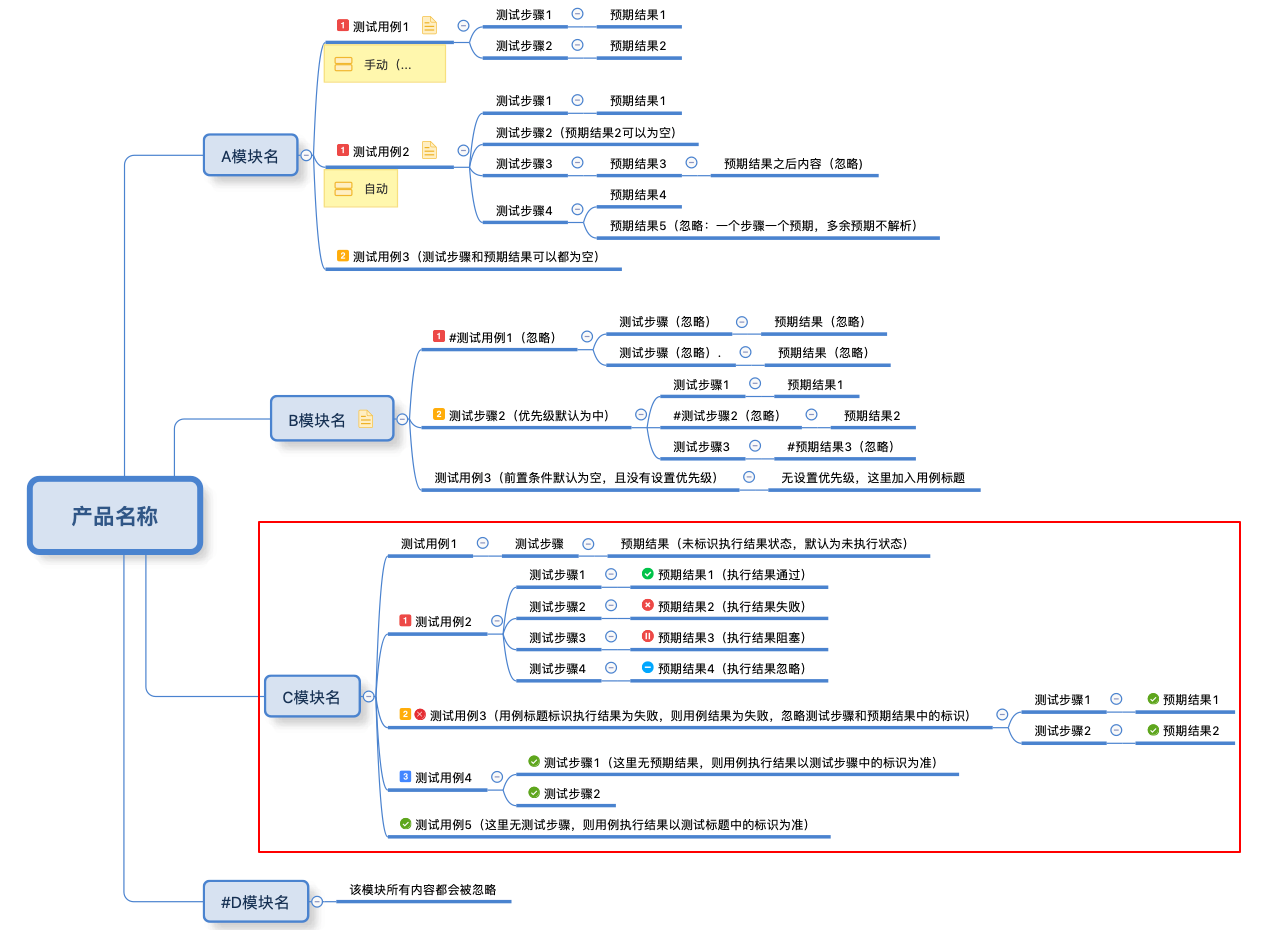 产品名称
A模块名
1 测试用例1
手动（...
测试步骤1
预期结果1
测试步骤2
预期结果2
1 测试用例2
自动
测试步骤1
预期结果1
测试步骤2（预期结果2可以为空）
测试步骤3
预期结果3
预期结果之后内容（忽略)
测试步骤4
预期结果4
预期结果5（忽略：一个步骤一个预期，多余预期不解析）
2 测试用例3（测试步骤和预期结果可以都为空）
B模块名
1 #测试用例1（忽略）
测试步骤（忽略）
预期结果（忽略）
测试步骤（忽略）.
预期结果（忽略）
2 测试步骤2（优先级默认为中）
测试步骤1
预期结果1
#测试步骤2（忽略）
预期结果2
测试步骤3
#预期结果3（忽略）
测试用例3（前置条件默认为空，且没有设置优先级）
无设置优先级，这里加入用例标题
C模块名
测试用例1
测试步骤
预期结果（未标识执行结果状态，默认为未执行状态）
1 测试用例2
测试步骤1
预期结果1（执行结果通过）
测试步骤2
预期结果2（执行结果失败）
测试步骤3
预期结果3（执行结果阻塞）
测试步骤4
预期结果4（执行结果忽略）
2 测试用例3（用例标题标识执行结果为失败，则用例结果为失败，忽略测试步骤和预期结果中的标识）
测试步骤1
预期结果1
测试步骤2
预期结果2
3 测试用例4
测试步骤1（这里无预期结果，则用例执行结果以测试步骤中的标识为准）
测试步骤2
测试用例5（这里无测试步骤，则用例执行结果以测试标题中的标识为准）
#D模块名
该模块所有内容都会被忽略